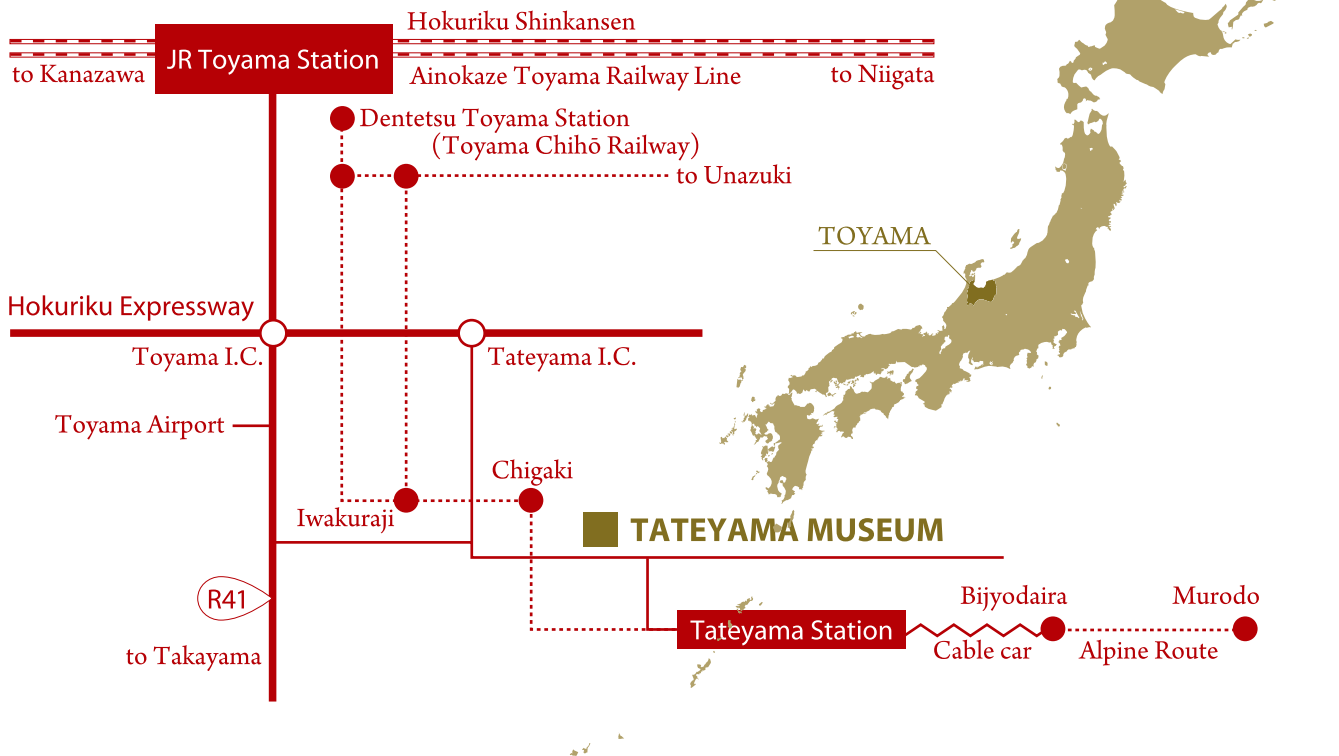 Hokuriku Shinkansen
JR Toyama Station
to Kanazawa
Ainokaze Toyama Railway Line
to Niigata
Dentetsu Toyama Station
(Toyama Chihō Railway)
to Unazuki
TOYAMA
Hokuriku Expressway
Toyama I.C.
Tateyama I.C.
Toyama Airport
Chigaki
Iwakuraji
TATEYAMA MUSEUM
R41
Bijyodaira
Murodo
Tateyama Station
Cable car
Alpine Route
to Takayama